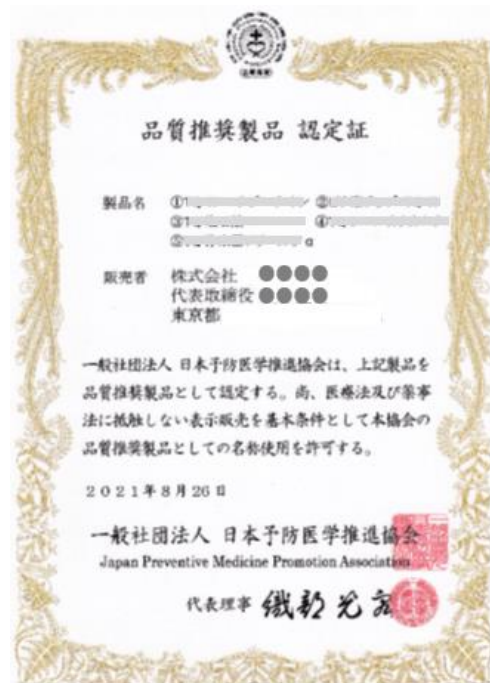 品質推奨製品 認定証
製品名 ① ②
③ ④
⑤ α
販売者 株式会社 ●●●●
代表取締役 ●●●●
東京都
一般社団法人 日本予防医学推進協会は、上記製品を
品質推奨製品として認定する。尚、医療法及び薬事
法に抵触しない表示販売を基本条件として本協会の
品質推奨製品としての名称使用を許可する。
2021年8月26日
一般社団法人 日本予防医学推進協会
Japan Preventive Medicine Promotion Association
代表理事